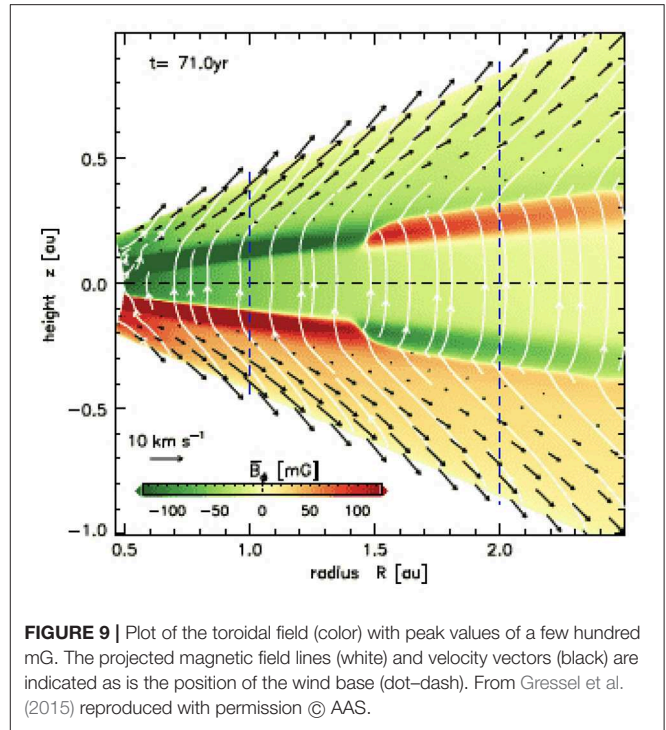 t= 71.0yr
0.5
0.0
−0.5
−1.0
height z [au]
10 km s⁻¹
B̅ᵩ [mG]
−100 −50 0 50 100
0.5 1.0 1.5 2.0
radius R [au]
FIGURE 9 | Plot of the toroidal field (color) with peak values of a few hundred
mG. The projected magnetic field lines (white) and velocity vectors (black) are
indicated as is the position of the wind base (dot–dash). From Gressel et al.
(2015) reproduced with permission © AAS.